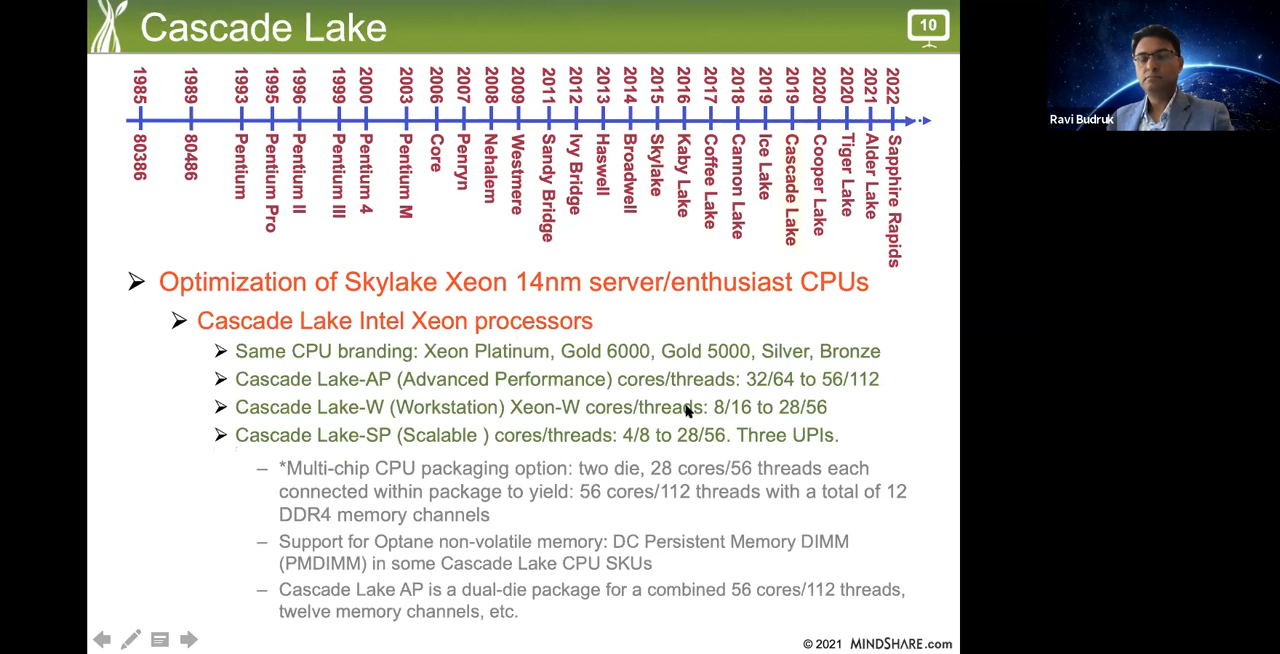 Cascade Lake
10
1985 1989 1993 1995 1996 1999 2000 2003 2006 2007 2008 2009 2011 2012 2013 2014 2015 2016 2017 2018 2019 2019 2020 2020 2021 2022
80386 80486 Pentium Pentium Pro Pentium II Pentium III Pentium 4 Pentium M Core Penryn Nehalem Westmere Sandy Bridge Ivy Bridge Haswell Broadwell Skylake Kaby Lake Coffee Lake Cannon Lake Ice Lake Cascade Lake Cooper Lake Tiger Lake Alder Lake Sapphire Rapids
Optimization of Skylake Xeon 14nm server/enthusiast CPUs
Cascade Lake Intel Xeon processors
Same CPU branding: Xeon Platinum, Gold 6000, Gold 5000, Silver, Bronze
Cascade Lake-AP (Advanced Performance) cores/threads: 32/64 to 56/112
Cascade Lake-W (Workstation) Xeon-W cores/threads: 8/16 to 28/56
Cascade Lake-SP (Scalable ) cores/threads: 4/8 to 28/56. Three UPIs.
– *Multi-chip CPU packaging option: two die, 28 cores/56 threads each
connected within package to yield: 56 cores/112 threads with a total of 12
DDR4 memory channels
– Support for Optane non-volatile memory: DC Persistent Memory DIMM
(PMDIMM) in some Cascade Lake CPU SKUs
– Cascade Lake AP is a dual-die package for a combined 56 cores/112 threads,
twelve memory channels, etc.
© 2021 MINDSHARE.com
Ravi Budruk